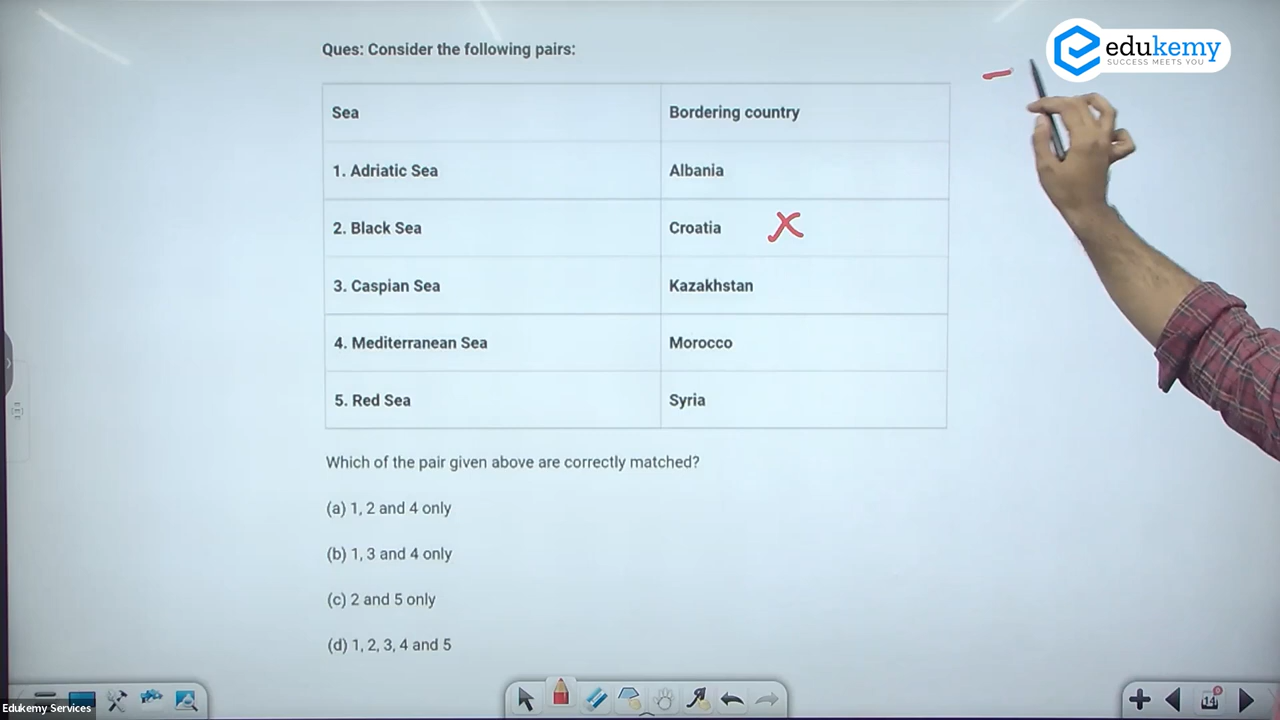 Ques: Consider the following pairs:
edukemy
SUCCESS MEETS YOU
Sea Bordering country
1. Adriatic Sea Albania
2. Black Sea Croatia X
3. Caspian Sea Kazakhstan
4. Mediterranean Sea Morocco
5. Red Sea Syria
Which of the pair given above are correctly matched?
(a) 1, 2 and 4 only
(b) 1, 3 and 4 only
(c) 2 and 5 only
(d) 1, 2, 3, 4 and 5
14
Edukemy Services